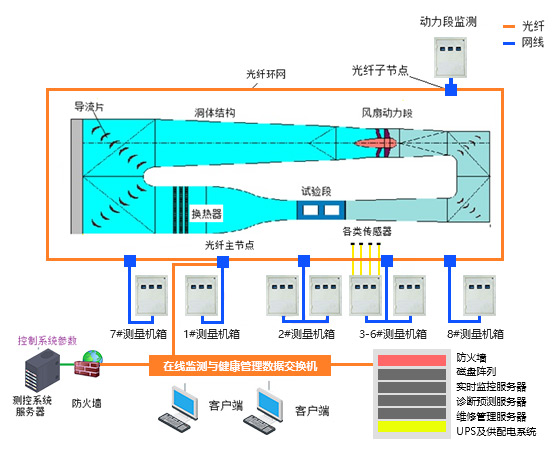 动力段监测
光纤
网线
光纤环网
光纤子节点
导流片
洞体结构
风扇动力段
换热器
试验段
光纤主节点
各类传感器
7#测量机箱
1#测量机箱
2#测量机箱
3-6#测量机箱
8#测量机箱
控制系统参数
测控系统
服务器
防火墙
在线监测与健康管理数据交换机
客户端
客户端
防火墙
磁盘阵列
实时监控服务器
诊断预测服务器
维修管理服务器
UPS及供配电系统